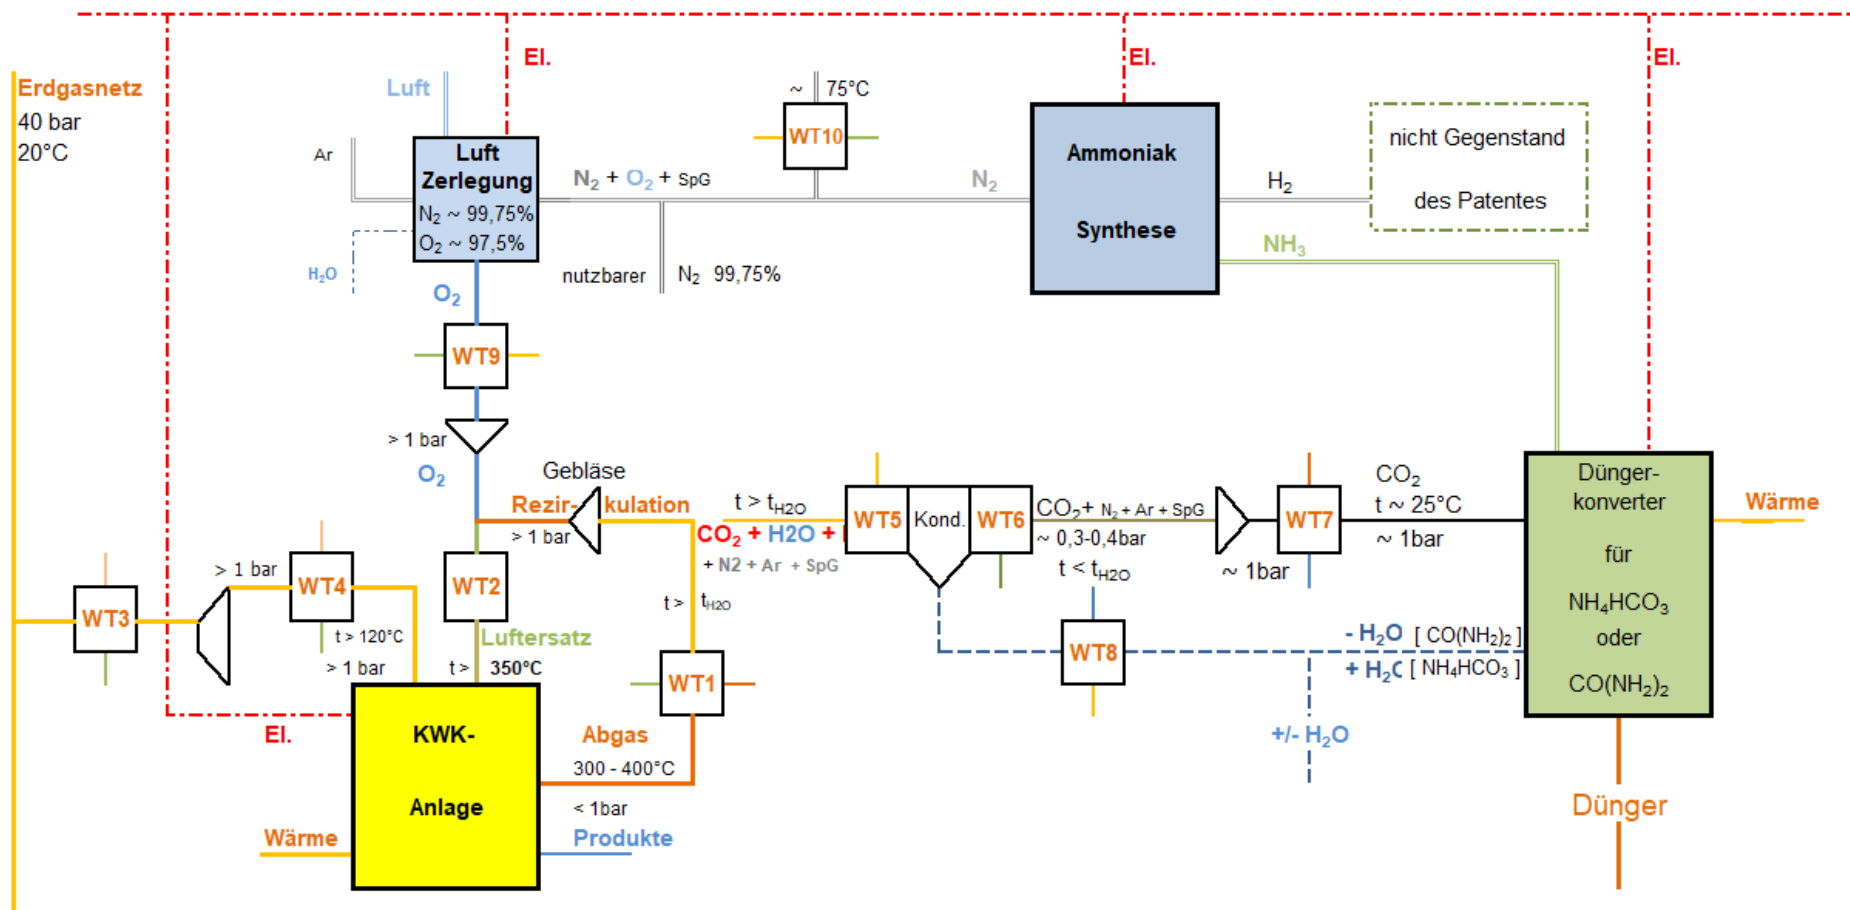 El.
El.
El.
Erdgasnetz
40 bar
20°C
Luft
Ar
Luft
Zerlegung
N₂ ~ 99,75%
O₂ ~ 97,5%
H₂O
N₂ + O₂ + SpG
~ 75°C
WT10
N₂
nutzbarer N₂ 99,75%
Ammoniak
Synthese
H₂
NH₃
nicht Gegenstand
des Patentes
O₂
WT9
> 1 bar
O₂
Gebläse
Rezir- kulation
> 1 bar
t > tH2O
CO₂ + H2O +
+ N2 + Ar + SpG
WT5
Kond.
WT6
CO₂+ N₂ + Ar + SpG
~ 0,3-0,4bar
t < tH2O
~ 1bar
WT7
CO₂
t ~ 25°C
~ 1bar
Dünger-
konverter
für
NH₄HCO₃
oder
CO(NH₂)₂
Wärme
WT3
> 1 bar
WT4
t > 120°C
> 1 bar
WT2
Luftersatz
t > 350°C
t > tH2O
WT1
WT8
- H₂O [ CO(NH₂)₂ ]
+ H₂O [ NH₄HCO₃ ]
+/- H₂O
El.
KWK-
Anlage
Abgas
300 - 400°C
< 1bar
Produkte
Wärme
Dünger